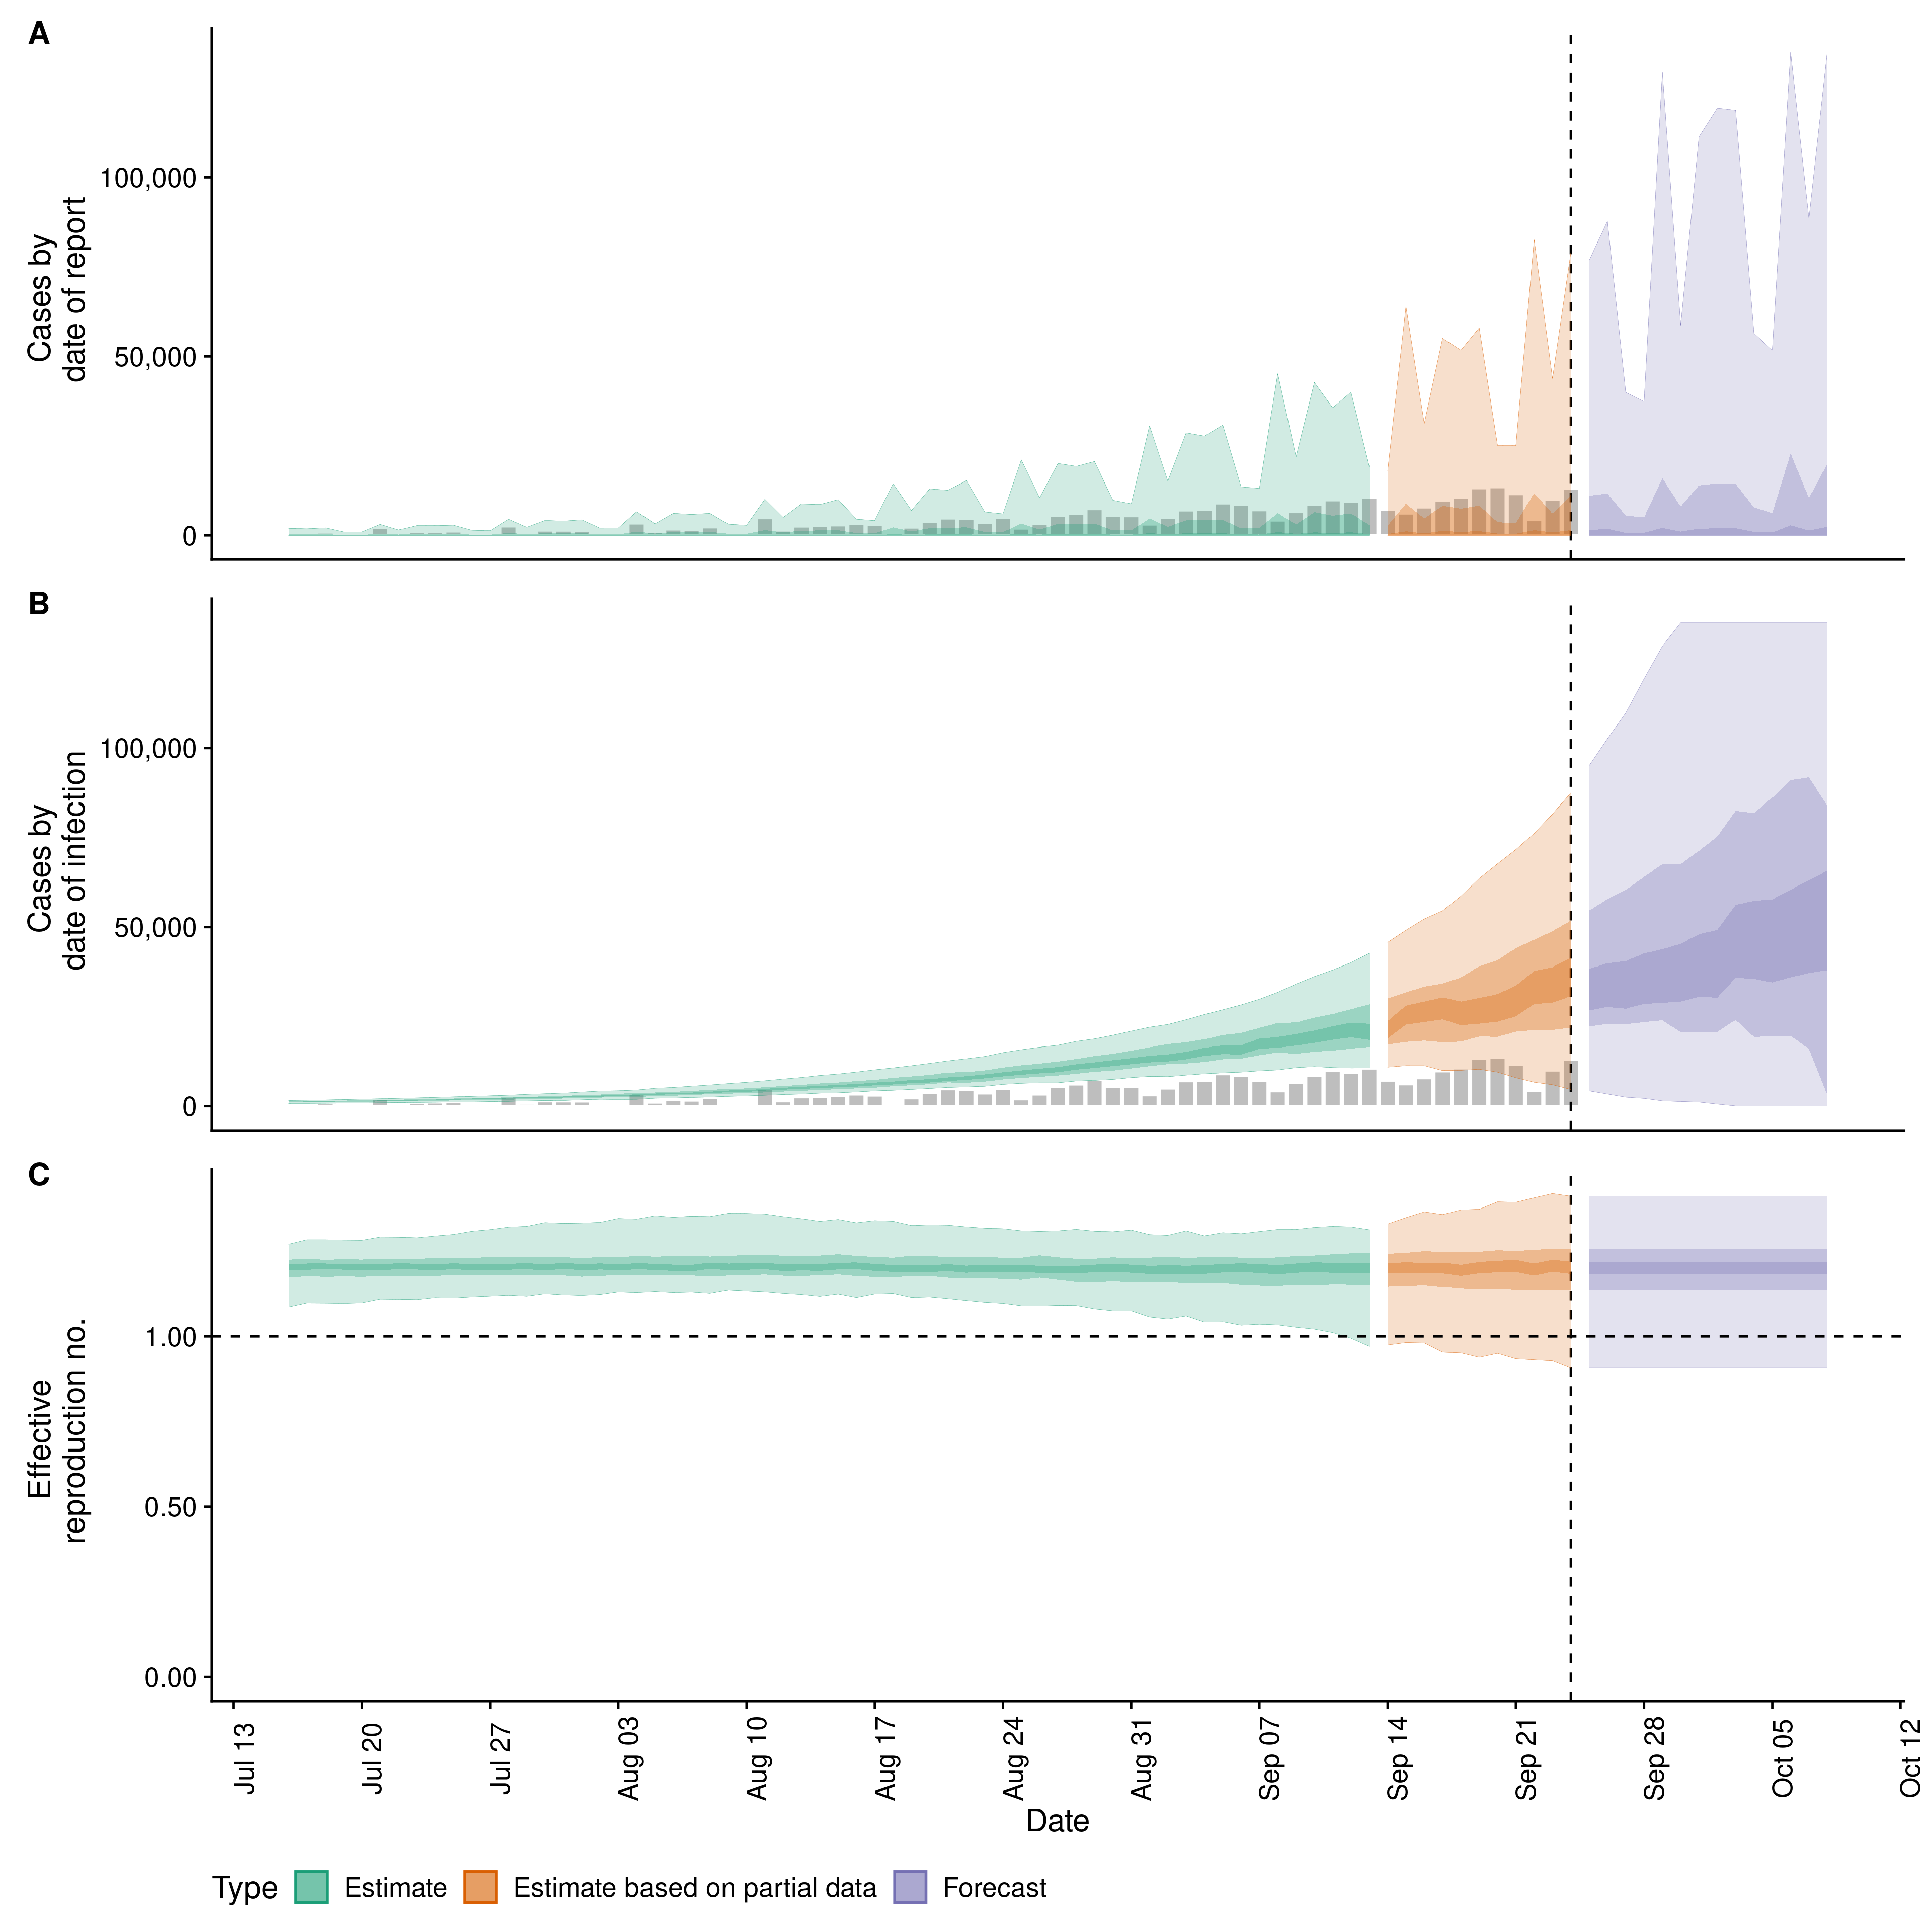 A
Cases by
date of report
100,000
50,000
0
B
Cases by
date of infection
100,000
50,000
0
C
Effective
reproduction no.
1.00
0.50
0.00
Jul 13
Jul 20
Jul 27
Aug 03
Aug 10
Aug 17
Aug 24
Aug 31
Sep 07
Sep 14
Sep 21
Sep 28
Oct 05
Oct 12
Date
Type Estimate Estimate based on partial data Forecast